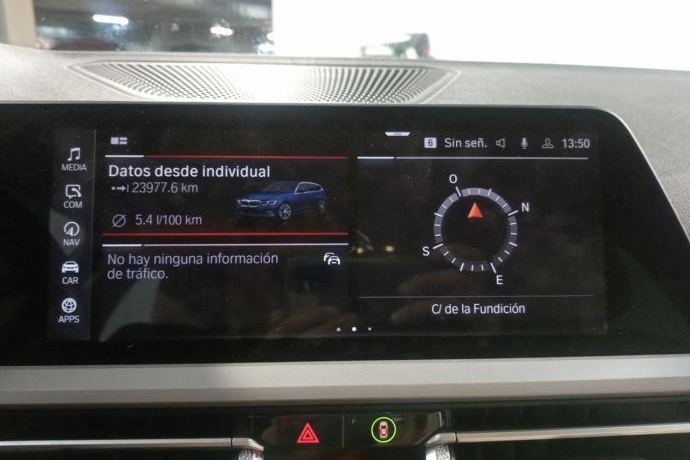 6 Sin señ. 13:50
MEDIA
COM
NAV
CAR
APPS
Datos desde individual
23977.6 km
5.4 l/100 km
No hay ninguna información
de tráfico.
O
N
S
E
C/ de la Fundición